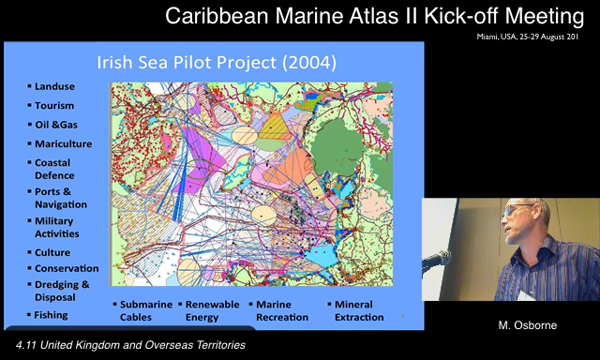 Caribbean Marine Atlas II Kick-off Meeting
Miami, USA, 25-29 August 201
Irish Sea Pilot Project (2004)
▪ Landuse
▪ Tourism
▪ Oil &Gas
▪ Mariculture
▪ Coastal
Defence
▪ Ports &
Navigation
▪ Military
Activities
▪ Culture
▪ Conservation
▪ Dredging &
Disposal
▪ Fishing
▪ Submarine
Cables
▪ Renewable
Energy
▪ Marine
Recreation
▪ Mineral
Extraction
M. Osborne
4.11 United Kingdom and Overseas Territories